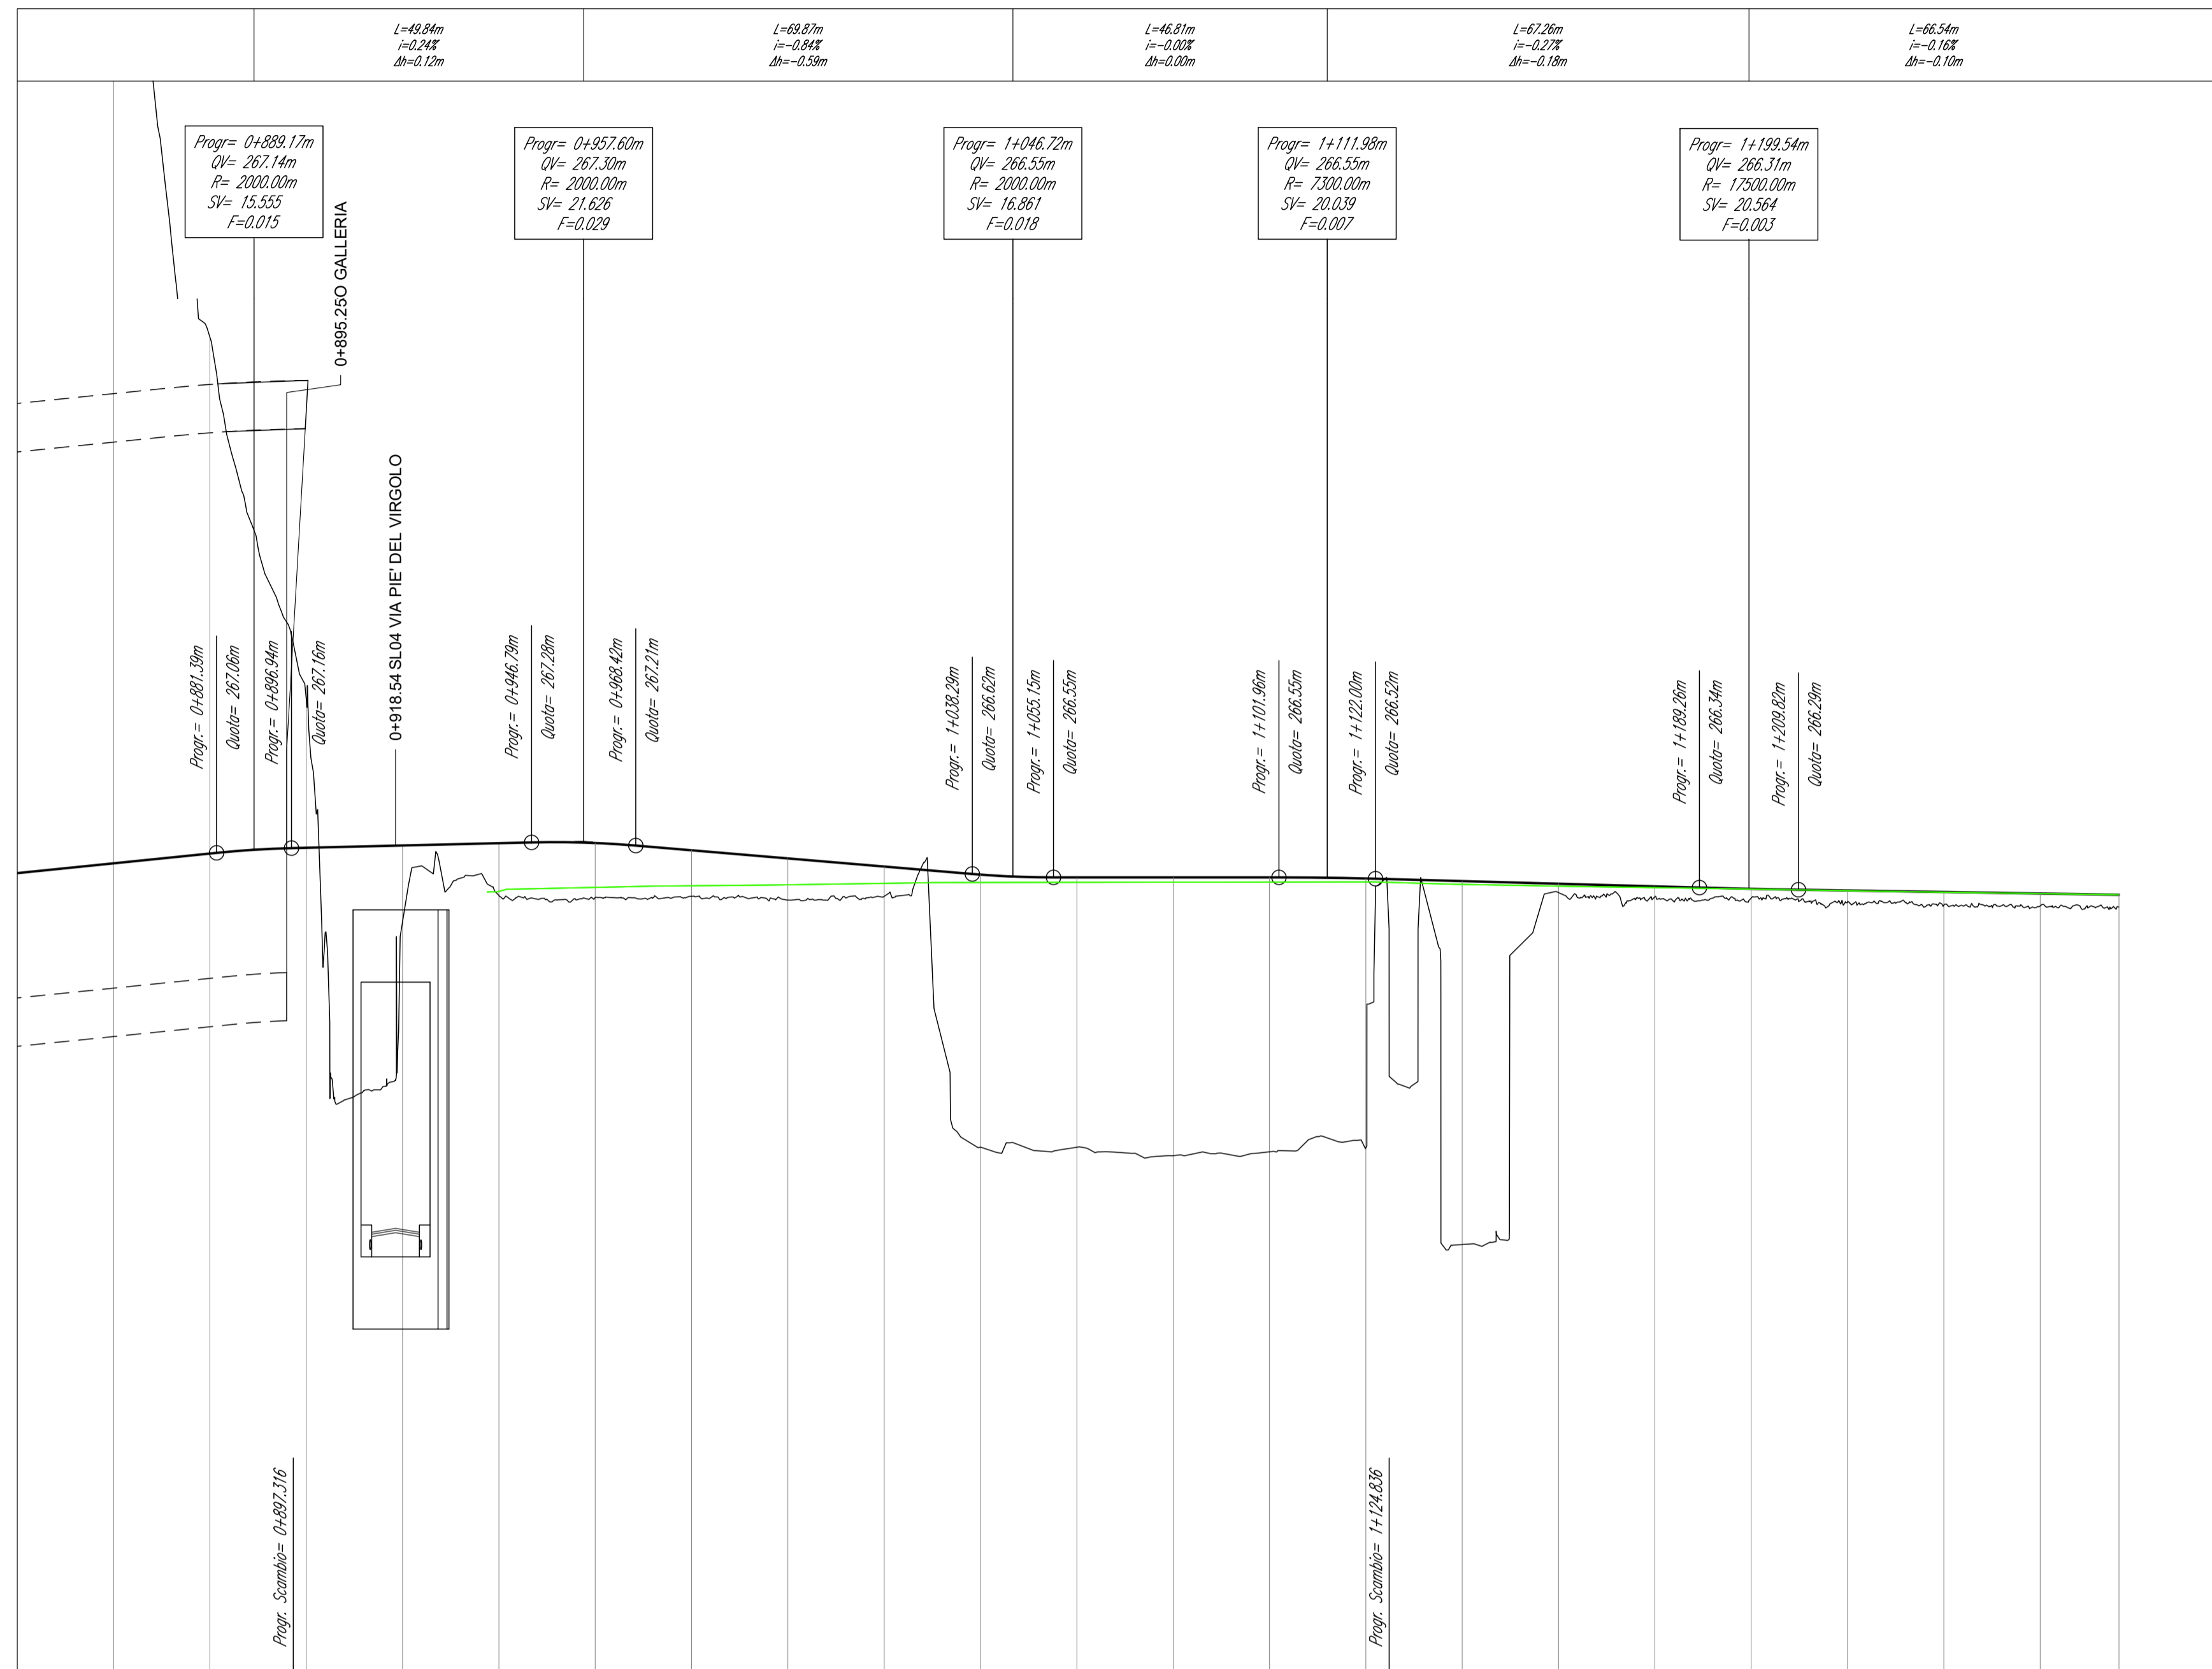 L=49.84m
i=0.24%
Δh=0.12m
L=69.87m
i=-0.84%
Δh=-0.59m
L=46.81m
i=-0.00%
Δh=0.00m
L=67.26m
i=-0.27%
Δh=-0.18m
L=66.54m
i=-0.16%
Δh=-0.10m
Progr= 0+889.17m
QV= 267.14m
R= 2000.00m
SV= 15.555
F=0.015
Progr= 0+957.60m
QV= 267.30m
R= 2000.00m
SV= 21.626
F=0.029
Progr= 1+046.72m
QV= 266.55m
R= 2000.00m
SV= 16.861
F=0.018
Progr= 1+111.98m
QV= 266.55m
R= 7300.00m
SV= 20.039
F=0.007
Progr= 1+199.54m
QV= 266.31m
R= 17500.00m
SV= 20.564
F=0.003
0+895.25O GALLERIA
0+918.54 SL04 VIA PIE' DEL VIRGOLO
Progr.= 0+881.39m
Quota= 267.06m
Progr.= 0+896.94m
Quota= 267.16m
Progr.= 0+946.79m
Quota= 267.28m
Progr.= 0+968.42m
Quota= 267.21m
Progr.= 1+038.29m
Quota= 266.62m
Progr.= 1+055.15m
Quota= 266.55m
Progr.= 1+101.96m
Quota= 266.55m
Progr.= 1+122.00m
Quota= 266.52m
Progr.= 1+189.26m
Quota= 266.34m
Progr.= 1+209.82m
Quota= 266.29m
Progr. Scambio= 0+897.316
Progr. Scambio= 1+124.836